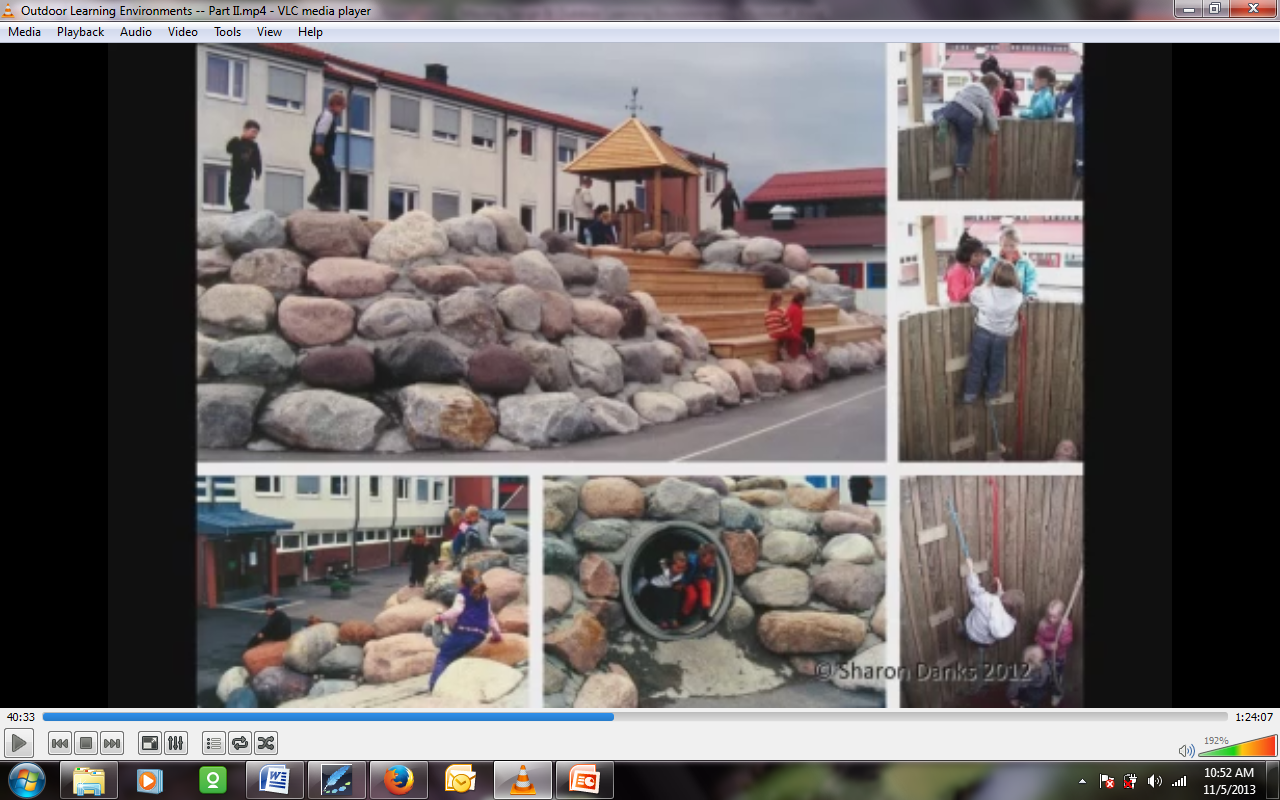 Outdoor Learning Environments -- Part II.mp4 - VLC media player
Media Playback Audio Video Tools View Help
© Sharon Danks 2012
40:33 1:24:07
192%
10:52 AM
11/5/2013